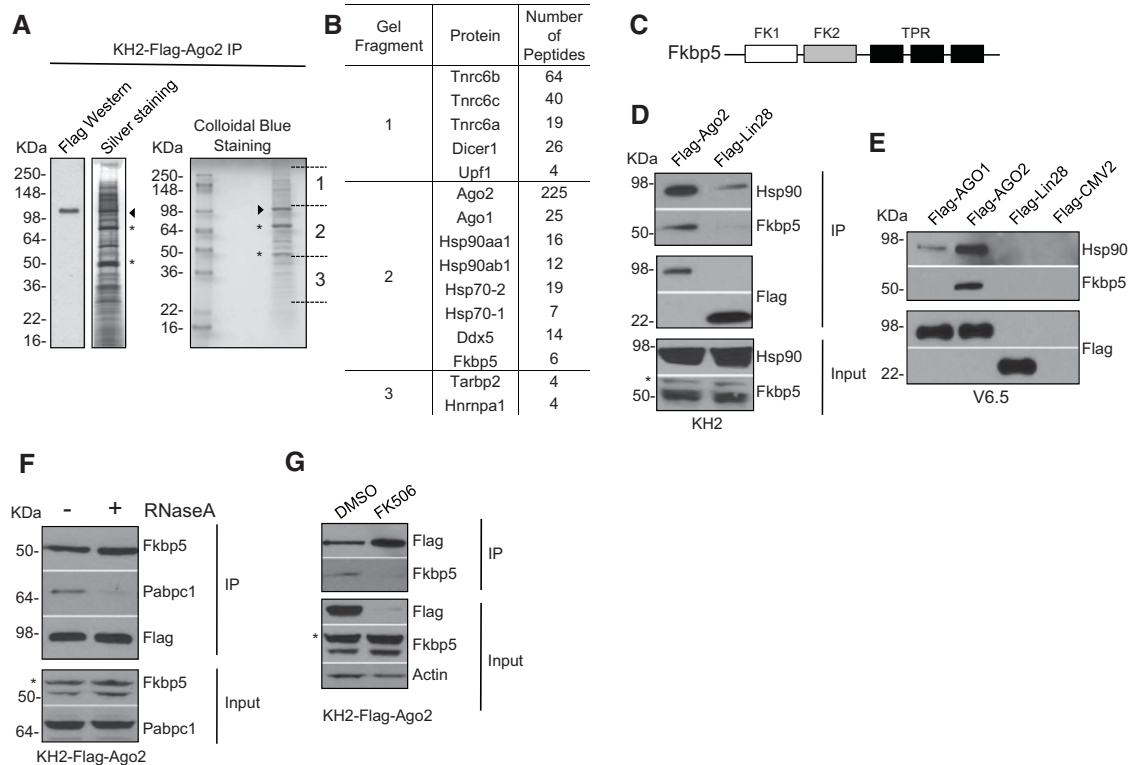 A
KH2-Flag-Ago2 IP
KDa
Flag Western
Silver staining
250-
148-
98-
64-
50-
36-
22-
16-
*
*
Colloidal Blue
Staining
KDa
250-
148-
98-
64-
50-
36-
22-
16-
*
*
1
2
3
B
Gel Fragment Protein Number of Peptides
1
Tnrc6b 64
Tnrc6c 40
Tnrc6a 19
Dicer1 26
Upf1 4
2
Ago2 225
Ago1 25
Hsp90aa1 16
Hsp90ab1 12
Hsp70-2 19
Hsp70-1 7
Ddx5 14
Fkbp5 6
3
Tarbp2 4
Hnrnpa1 4
C
FK1 FK2 TPR
Fkbp5
D
KDa Flag-Ago2 Flag-Lin28
98- Hsp90
50- Fkbp5
IP
98-
Flag
22-
98- Hsp90
Input
*
50- Fkbp5
KH2
E
KDa Flag-AGO1 Flag-AGO2 Flag-Lin28 Flag-CMV2
98- Hsp90
50- Fkbp5
98-
Flag
22-
V6.5
F
KDa - + RNaseA
50- Fkbp5
64- Pabpc1
IP
98- Flag
* Fkbp5
50-
Input
64- Pabpc1
KH2-Flag-Ago2
G
DMSO FK506
Flag
IP
Fkbp5
Flag
* Fkbp5
Input
Actin
KH2-Flag-Ago2